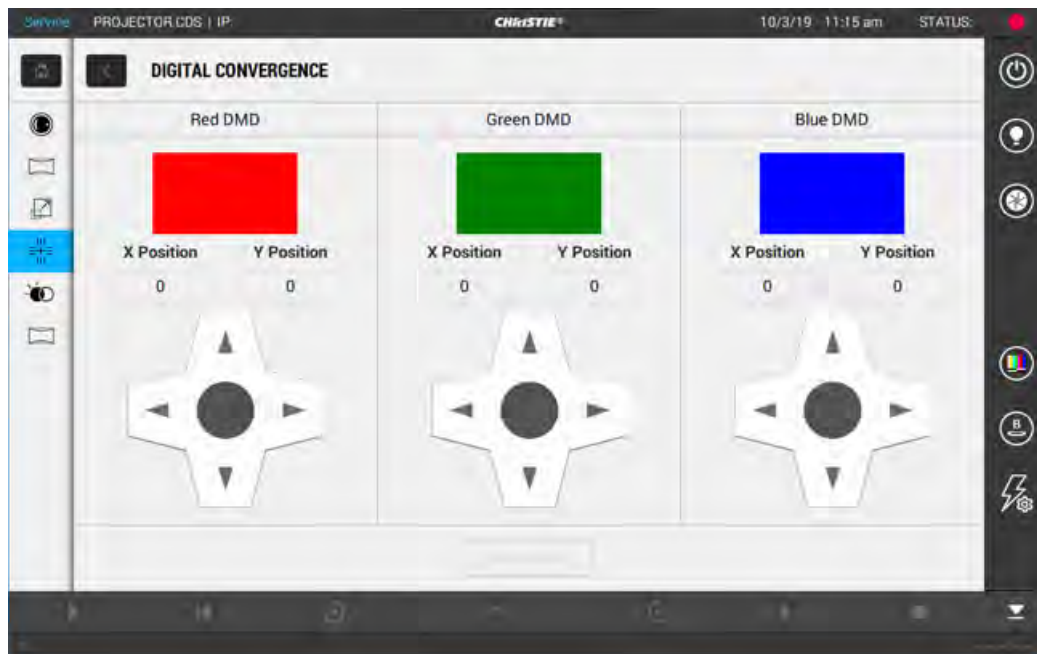 Service PROJECTOR.CDS | IP: CHRISTIE® 10/3/19 11:15 am STATUS:
DIGITAL CONVERGENCE
Red DMD Green DMD Blue DMD
X Position Y Position X Position Y Position X Position Y Position
0 0 0 0 0 0
B